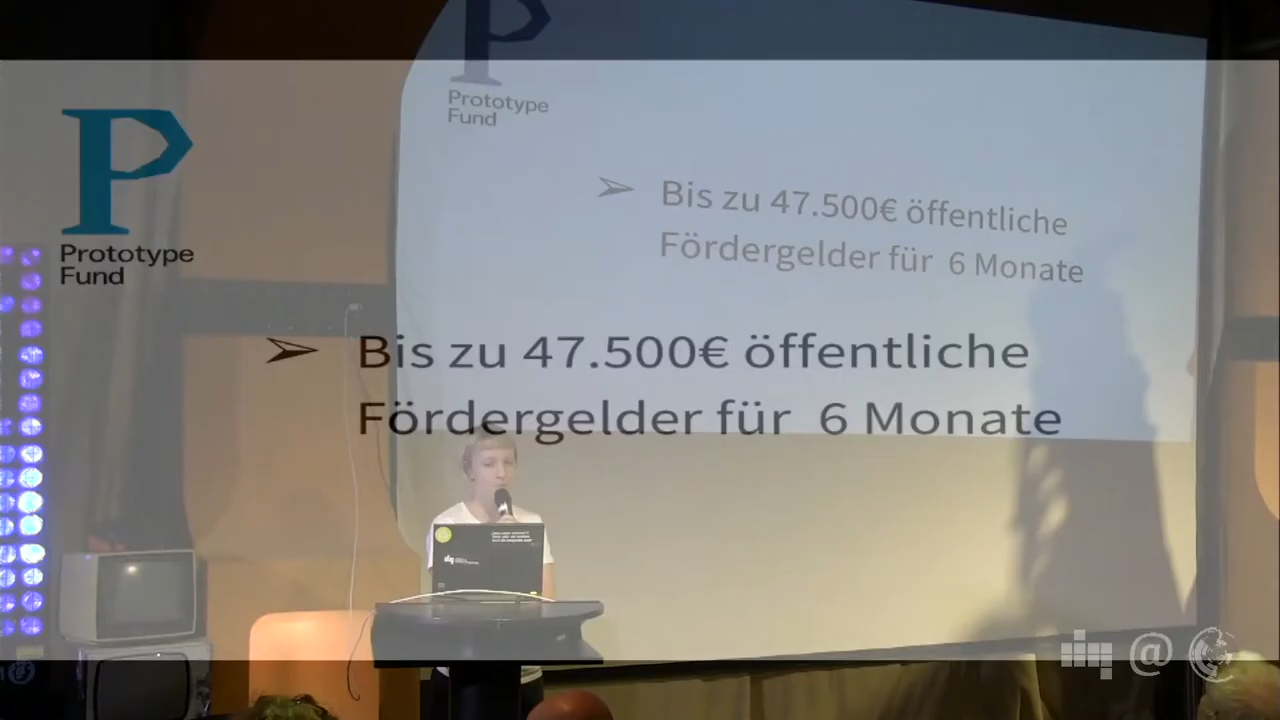 Prototype
Fund
➢ Bis zu 47.500€ öffentliche
Fördergelder für 6 Monate
Prototype
Fund
➢ Bis zu 47.500€ öffentliche
Fördergelder für 6 Monate
@